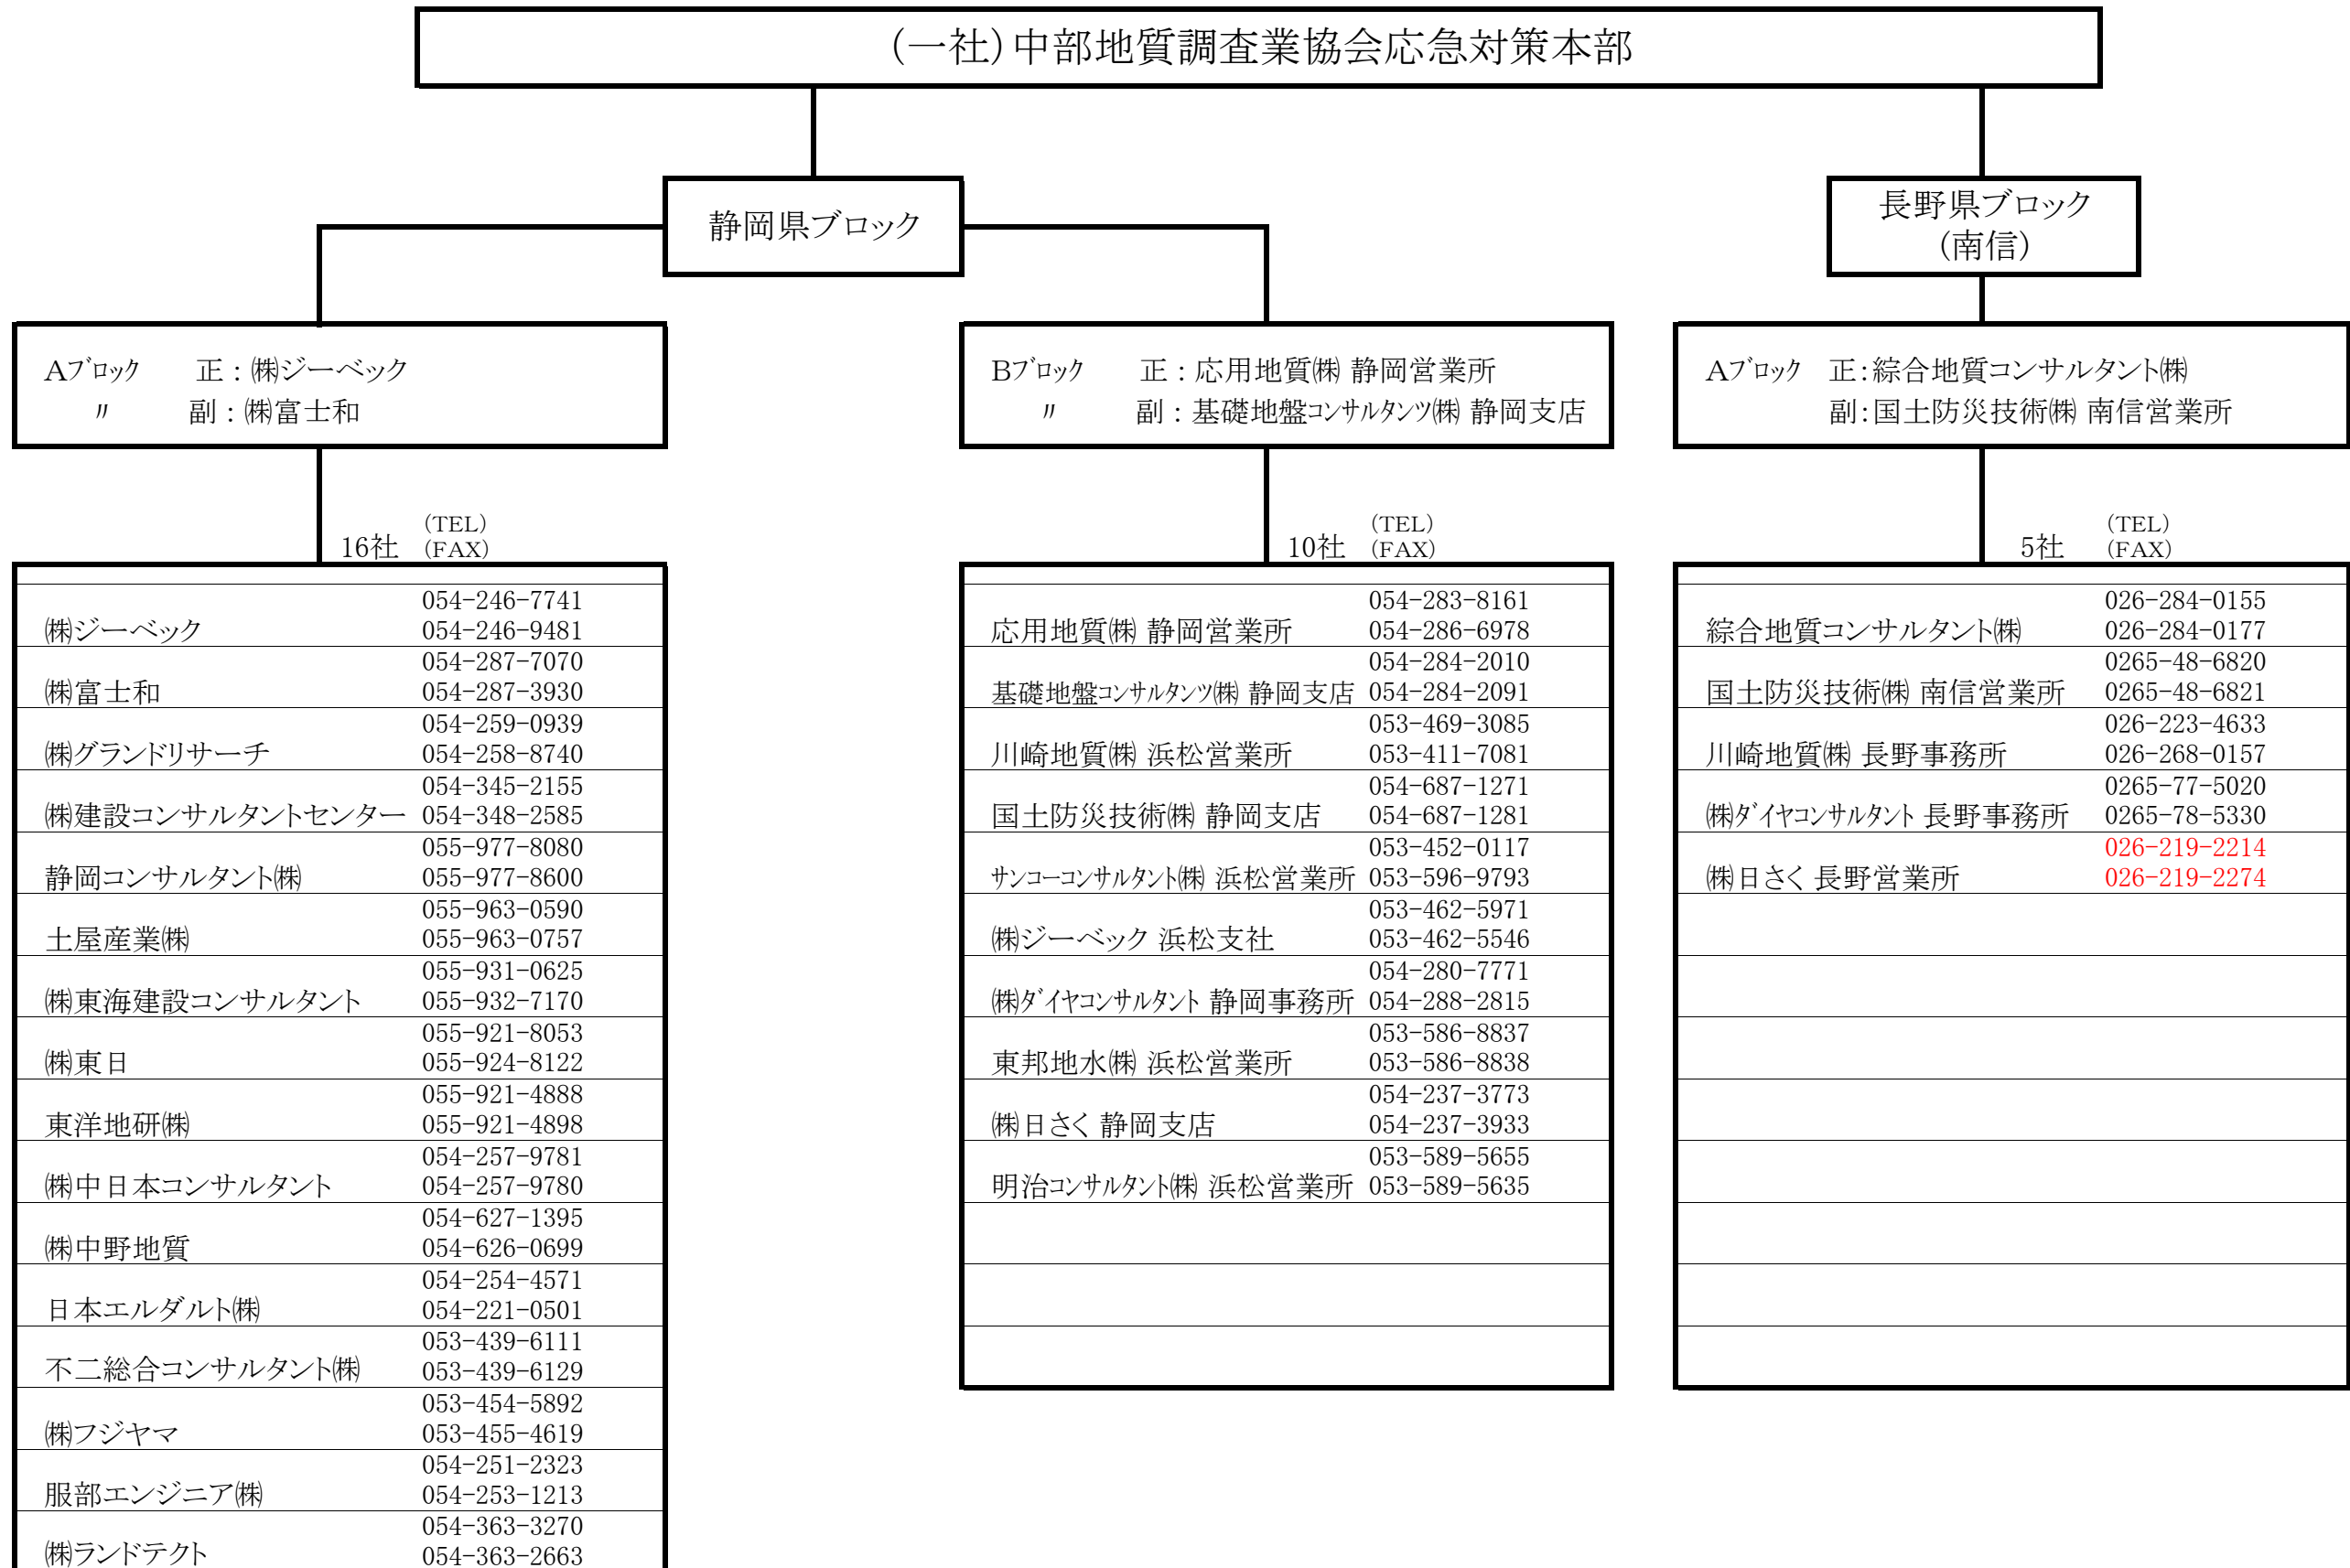 (一社)中部地質調査業協会応急対策本部
静岡県ブロック
長野県ブロック
(南信)
Aﾌﾞﾛｯｸ 正：㈱ジーベック
〃 副：㈱富士和
Bﾌﾞﾛｯｸ 正：応用地質㈱ 静岡営業所
〃 副：基礎地盤ｺﾝｻﾙﾀﾝﾂ㈱ 静岡支店
Aﾌﾞﾛｯｸ 正：綜合地質コンサルタント㈱
副：国土防災技術㈱ 南信営業所
16社 (TEL)
(FAX)
054-246-7741
㈱ジーベック 054-246-9481
054-287-7070
㈱富士和 054-287-3930
054-259-0939
㈱グランドリサーチ 054-258-8740
054-345-2155
㈱建設コンサルタントセンター 054-348-2585
055-977-8080
静岡コンサルタント㈱ 055-977-8600
055-963-0590
土屋産業㈱ 055-963-0757
055-931-0625
㈱東海建設コンサルタント 055-932-7170
055-921-8053
㈱東日 055-924-8122
055-921-4888
東洋地研㈱ 055-921-4898
054-257-9781
㈱中日本コンサルタント 054-257-9780
054-627-1395
㈱中野地質 054-626-0699
054-254-4571
日本エルダルト㈱ 054-221-0501
053-439-6111
不二総合コンサルタント㈱ 053-439-6129
053-454-5892
㈱フジヤマ 053-455-4619
054-251-2323
服部エンジニア㈱ 054-253-1213
054-363-3270
㈱ランドテクト 054-363-2663
10社 (TEL)
(FAX)
054-283-8161
応用地質㈱ 静岡営業所 054-286-6978
054-284-2010
基礎地盤ｺﾝｻﾙﾀﾝﾂ㈱ 静岡支店 054-284-2091
053-469-3085
川崎地質㈱ 浜松営業所 053-411-7081
054-687-1271
国土防災技術㈱ 静岡支店 054-687-1281
053-452-0117
ｻﾝｺｰｺﾝｻﾙﾀﾝﾄ㈱ 浜松営業所 053-596-9793
053-462-5971
㈱ジーベック 浜松支社 053-462-5546
054-280-7771
㈱ﾀﾞｲﾔｺﾝｻﾙﾀﾝﾄ 静岡事務所 054-288-2815
053-586-8837
東邦地水㈱ 浜松営業所 053-586-8838
054-237-3773
㈱日さく 静岡支店 054-237-3933
053-589-5655
明治ｺﾝｻﾙﾀﾝﾄ㈱ 浜松営業所 053-589-5635
5社 (TEL)
(FAX)
026-284-0155
綜合地質コンサルタント㈱ 026-284-0177
0265-48-6820
国土防災技術㈱ 南信営業所 0265-48-6821
026-223-4633
川崎地質㈱ 長野事務所 026-268-0157
0265-77-5020
㈱ﾀﾞｲﾔｺﾝｻﾙﾀﾝﾄ 長野事務所 0265-78-5330
026-219-2214
㈱日さく 長野営業所 026-219-2274